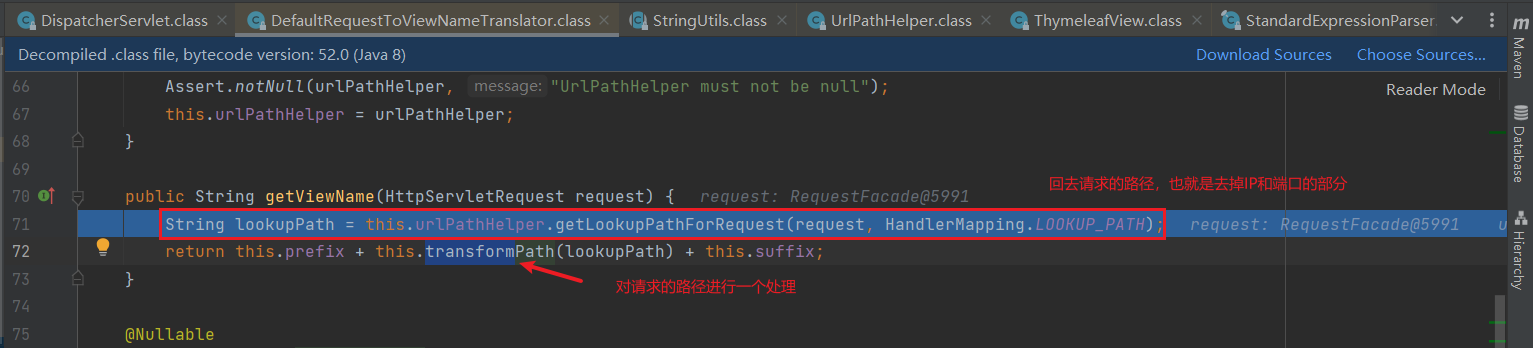 DispatcherServlet.class
DefaultRequestToViewNameTranslator.class
StringUtils.class
UrlPathHelper.class
ThymeleafView.class
StandardExpressionParser.
Decompiled .class file, bytecode version: 52.0 (Java 8)
Download Sources
Choose Sources...
Reader Mode
66 Assert.notNull(urlPathHelper, message: "UrlPathHelper must not be null");
67 this.urlPathHelper = urlPathHelper;
68 }
69
70 public String getViewName(HttpServletRequest request) { request: RequestFacade@5991
回去请求的路径，也就是去掉IP和端口的部分
71 String lookupPath = this.urlPathHelper.getLookupPathForRequest(request, HandlerMapping.LOOKUP_PATH); request: RequestFacade@5991 u
72 return this.prefix + this.transformPath(lookupPath) + this.suffix;
73 }
对请求的路径进行一个处理
74
75 @Nullable
m
Maven
Database
Hierarchy